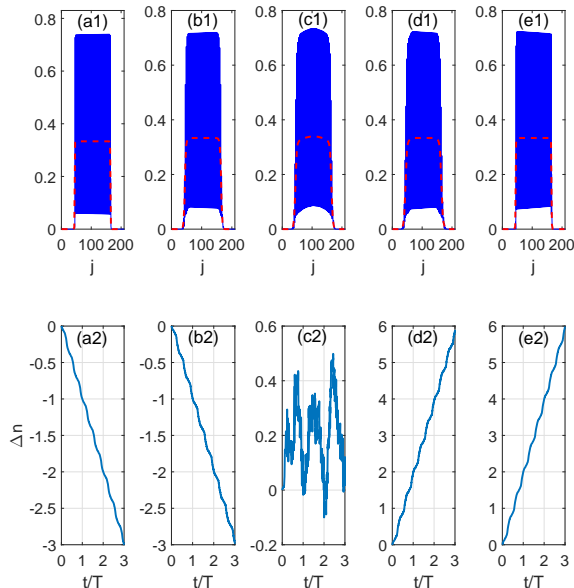 (a1) (b1) (c1) (d1) (e1)
0.8 0.8 0.8 0.8 0.8
0.6 0.6 0.6 0.6 0.6
0.4 0.4 0.4 0.4 0.4
0.2 0.2 0.2 0.2 0.2
0 0 0 0 0
0 100 200 0 100 200 0 100 200 0 100 200 0 100 200
j j j j j
(a2) (b2) (c2) (d2) (e2)
0 0 0.6 6 6
-0.5 -0.5 5 5
-1 -1 0.4 4 4
-1.5 -1.5 0.2 3 3
-2 -2 0 2 2
-2.5 -2.5 1 1
-3 -3 -0.2 0 0
Δn
0 1 2 3 0 1 2 3 0 1 2 3 0 1 2 3 0 1 2 3
t/T t/T t/T t/T t/T